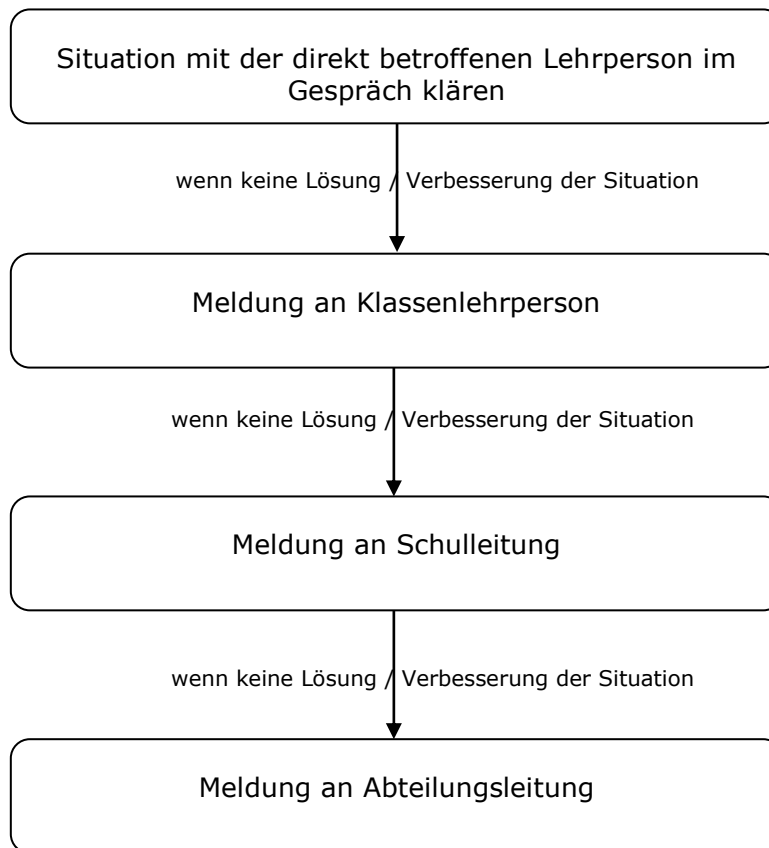 Situation mit der direkt betroffenen Lehrperson im
Gespräch klären
wenn keine Lösung / Verbesserung der Situation
Meldung an Klassenlehrperson
wenn keine Lösung / Verbesserung der Situation
Meldung an Schulleitung
wenn keine Lösung / Verbesserung der Situation
Meldung an Abteilungsleitung